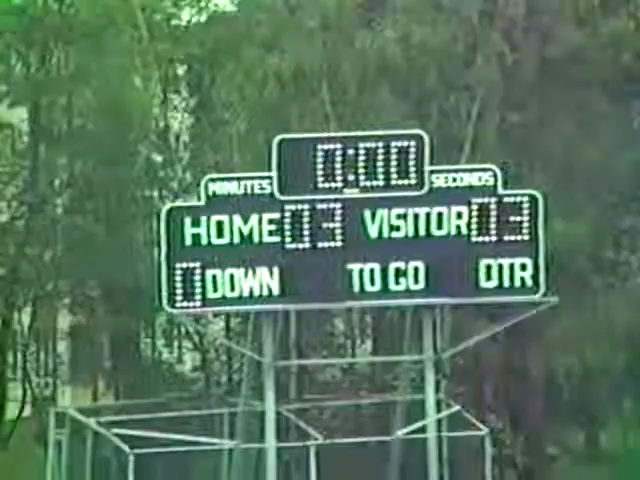 0:00
MINUTES SECONDS
HOME 03 VISITOR 03
0 DOWN TO GO QTR